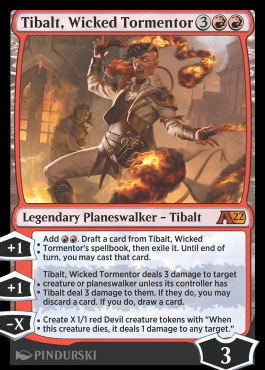 Tibalt, Wicked Tormentor 3
+1
Add. Draft a card from Tibalt, Wicked
Tormentor's spellbook, then exile it. Until end of
turn, you may cast that card.
Legendary Planeswalker – Tibalt
A22
+1
Tibalt, Wicked Tormentor deals 3 damage to target
creature or planeswalker unless its controller has
Tibalt deal 3 damage to them. If they do, you may
discard a card. If you do, draw a card.
−X
Create X 1/1 red Devil creature tokens with "When
this creature dies, it deals 1 damage to any target."
PINDURSKI
3